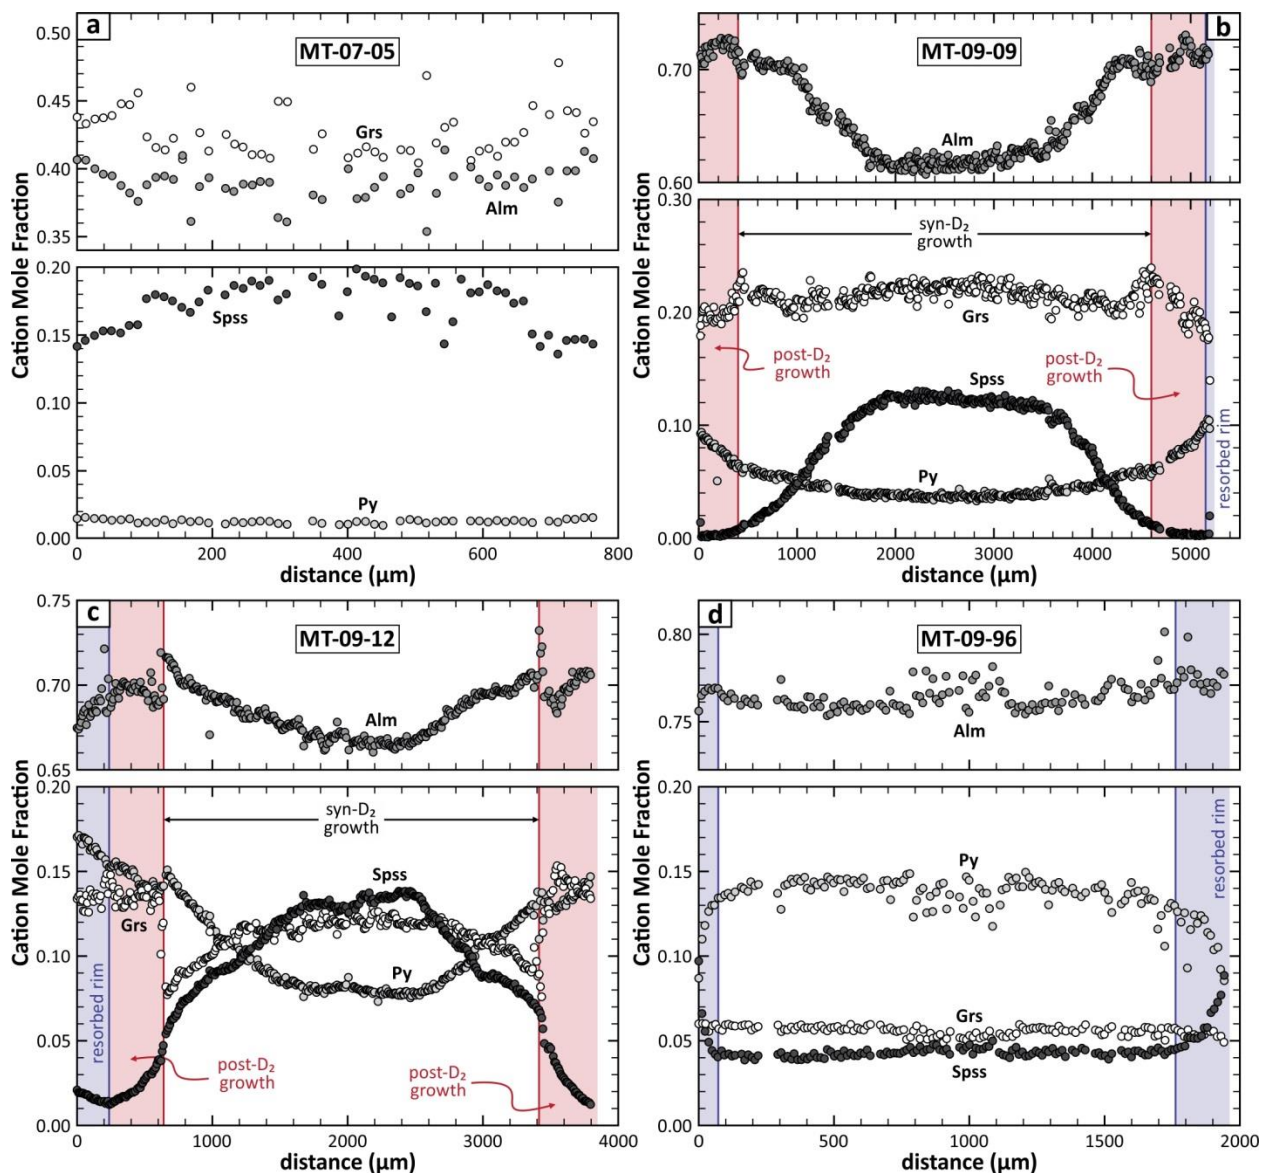 a
MT-07-05
0.50
0.45
0.40
0.35
Grs
Alm
Cation Mole Fraction
0.20
0.15
0.10
0.05
0.00
Spss
Py
0 200 400 600 800
distance (µm)
b
MT-09-09
0.70
0.60
Alm
Cation Mole Fraction
0.30
0.20
0.10
0.00
syn-D₂
growth
Grs
post-D₂
growth
post-D₂
growth
Spss
Py
resorbed rim
0 1000 2000 3000 4000 5000
distance (µm)
c
MT-09-12
0.75
0.70
0.65
Alm
Cation Mole Fraction
0.20
0.15
0.10
0.05
0.00
syn-D₂
growth
Spss
Grs
Py
resorbed rim
post-D₂
growth
post-D₂
growth
0 1000 2000 3000 4000
distance (µm)
d
MT-09-96
0.80
0.75
Alm
Cation Mole Fraction
0.20
0.15
0.10
0.05
0.00
Py
resorbed rim
Grs
Spss
0 500 1000 1500 2000
distance (µm)